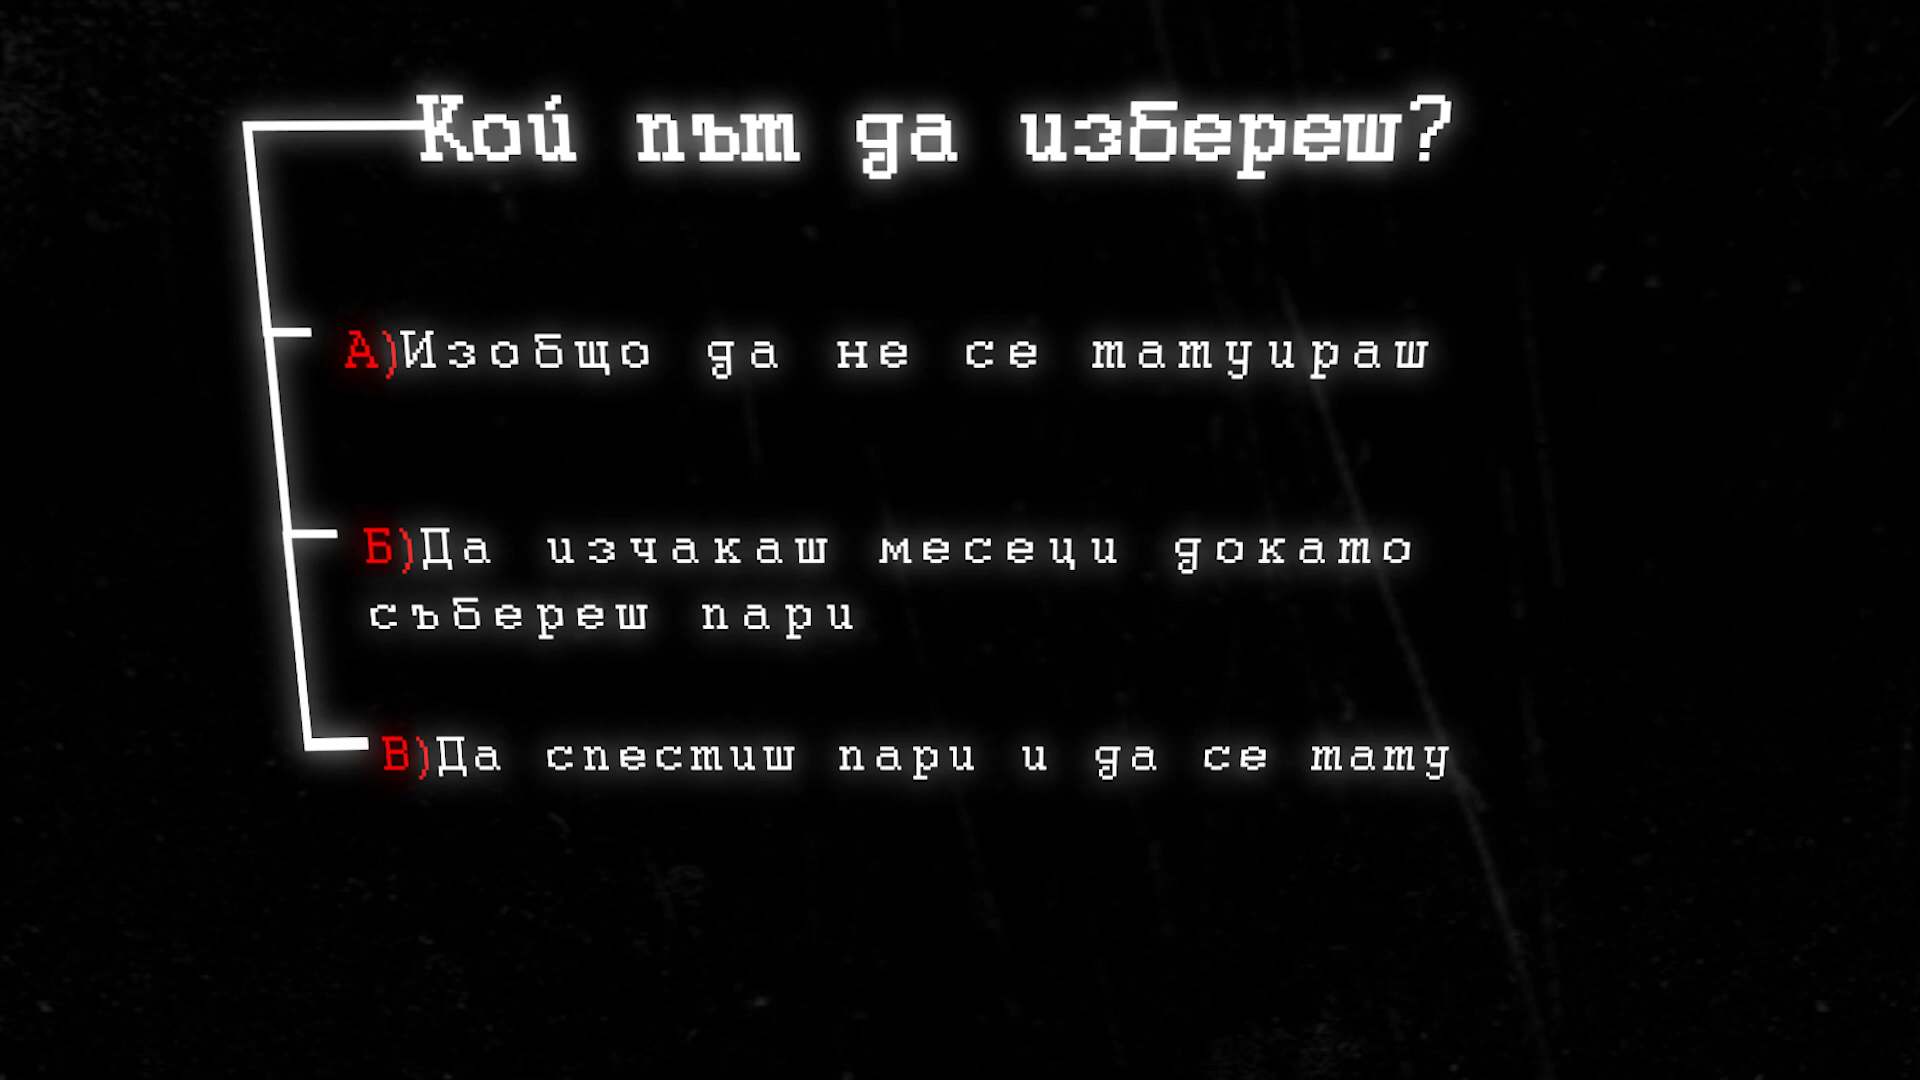 Кой път да избереш?
А)Изобщо да не се татуираш
Б)Да изчакаш месеци докато
събереш пари
В)Да спестиш пари и да се тату